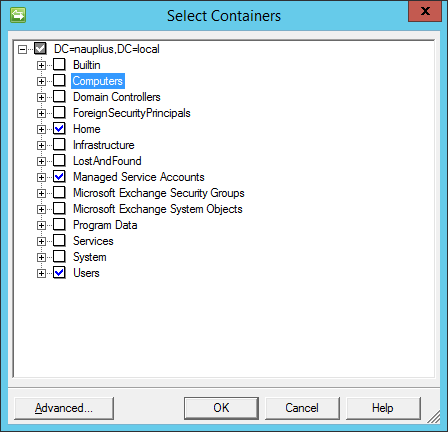 Select Containers
x
DC=nauplius,DC=local
Builtin
Computers
Domain Controllers
ForeignSecurityPrincipals
Home
Infrastructure
LostAndFound
Managed Service Accounts
Microsoft Exchange Security Groups
Microsoft Exchange System Objects
Program Data
Services
System
Users
Advanced... OK Cancel Help